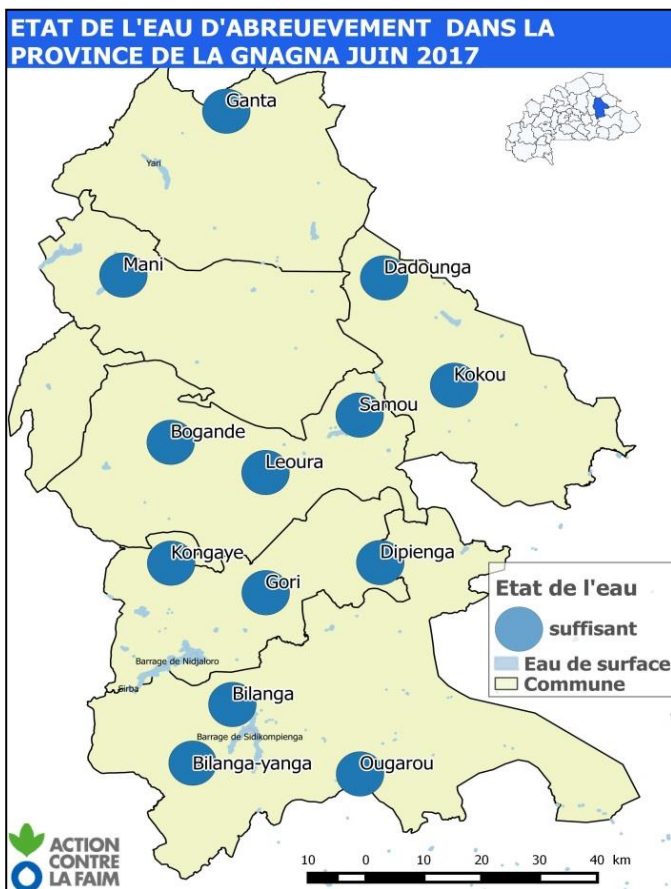 ETAT DE L'EAU D'ABREUEVEMENT DANS LA
PROVINCE DE LA GNAGNA JUIN 2017
Ganta
Yari
Mani
Dadounga
Kokou
Samou
Bogande
Leoura
Kongaye
Dipienga
Gori
Etat de l'eau
suffisant
Eau de surface
Commune
Barrage de Nidjaloro
Sirba
Bilanga
Barrage de Sidikompienga
Bilanga-yanga
Ougarou
ACTION
CONTRE
LA FAIM
10 0 10 20 30 40 km